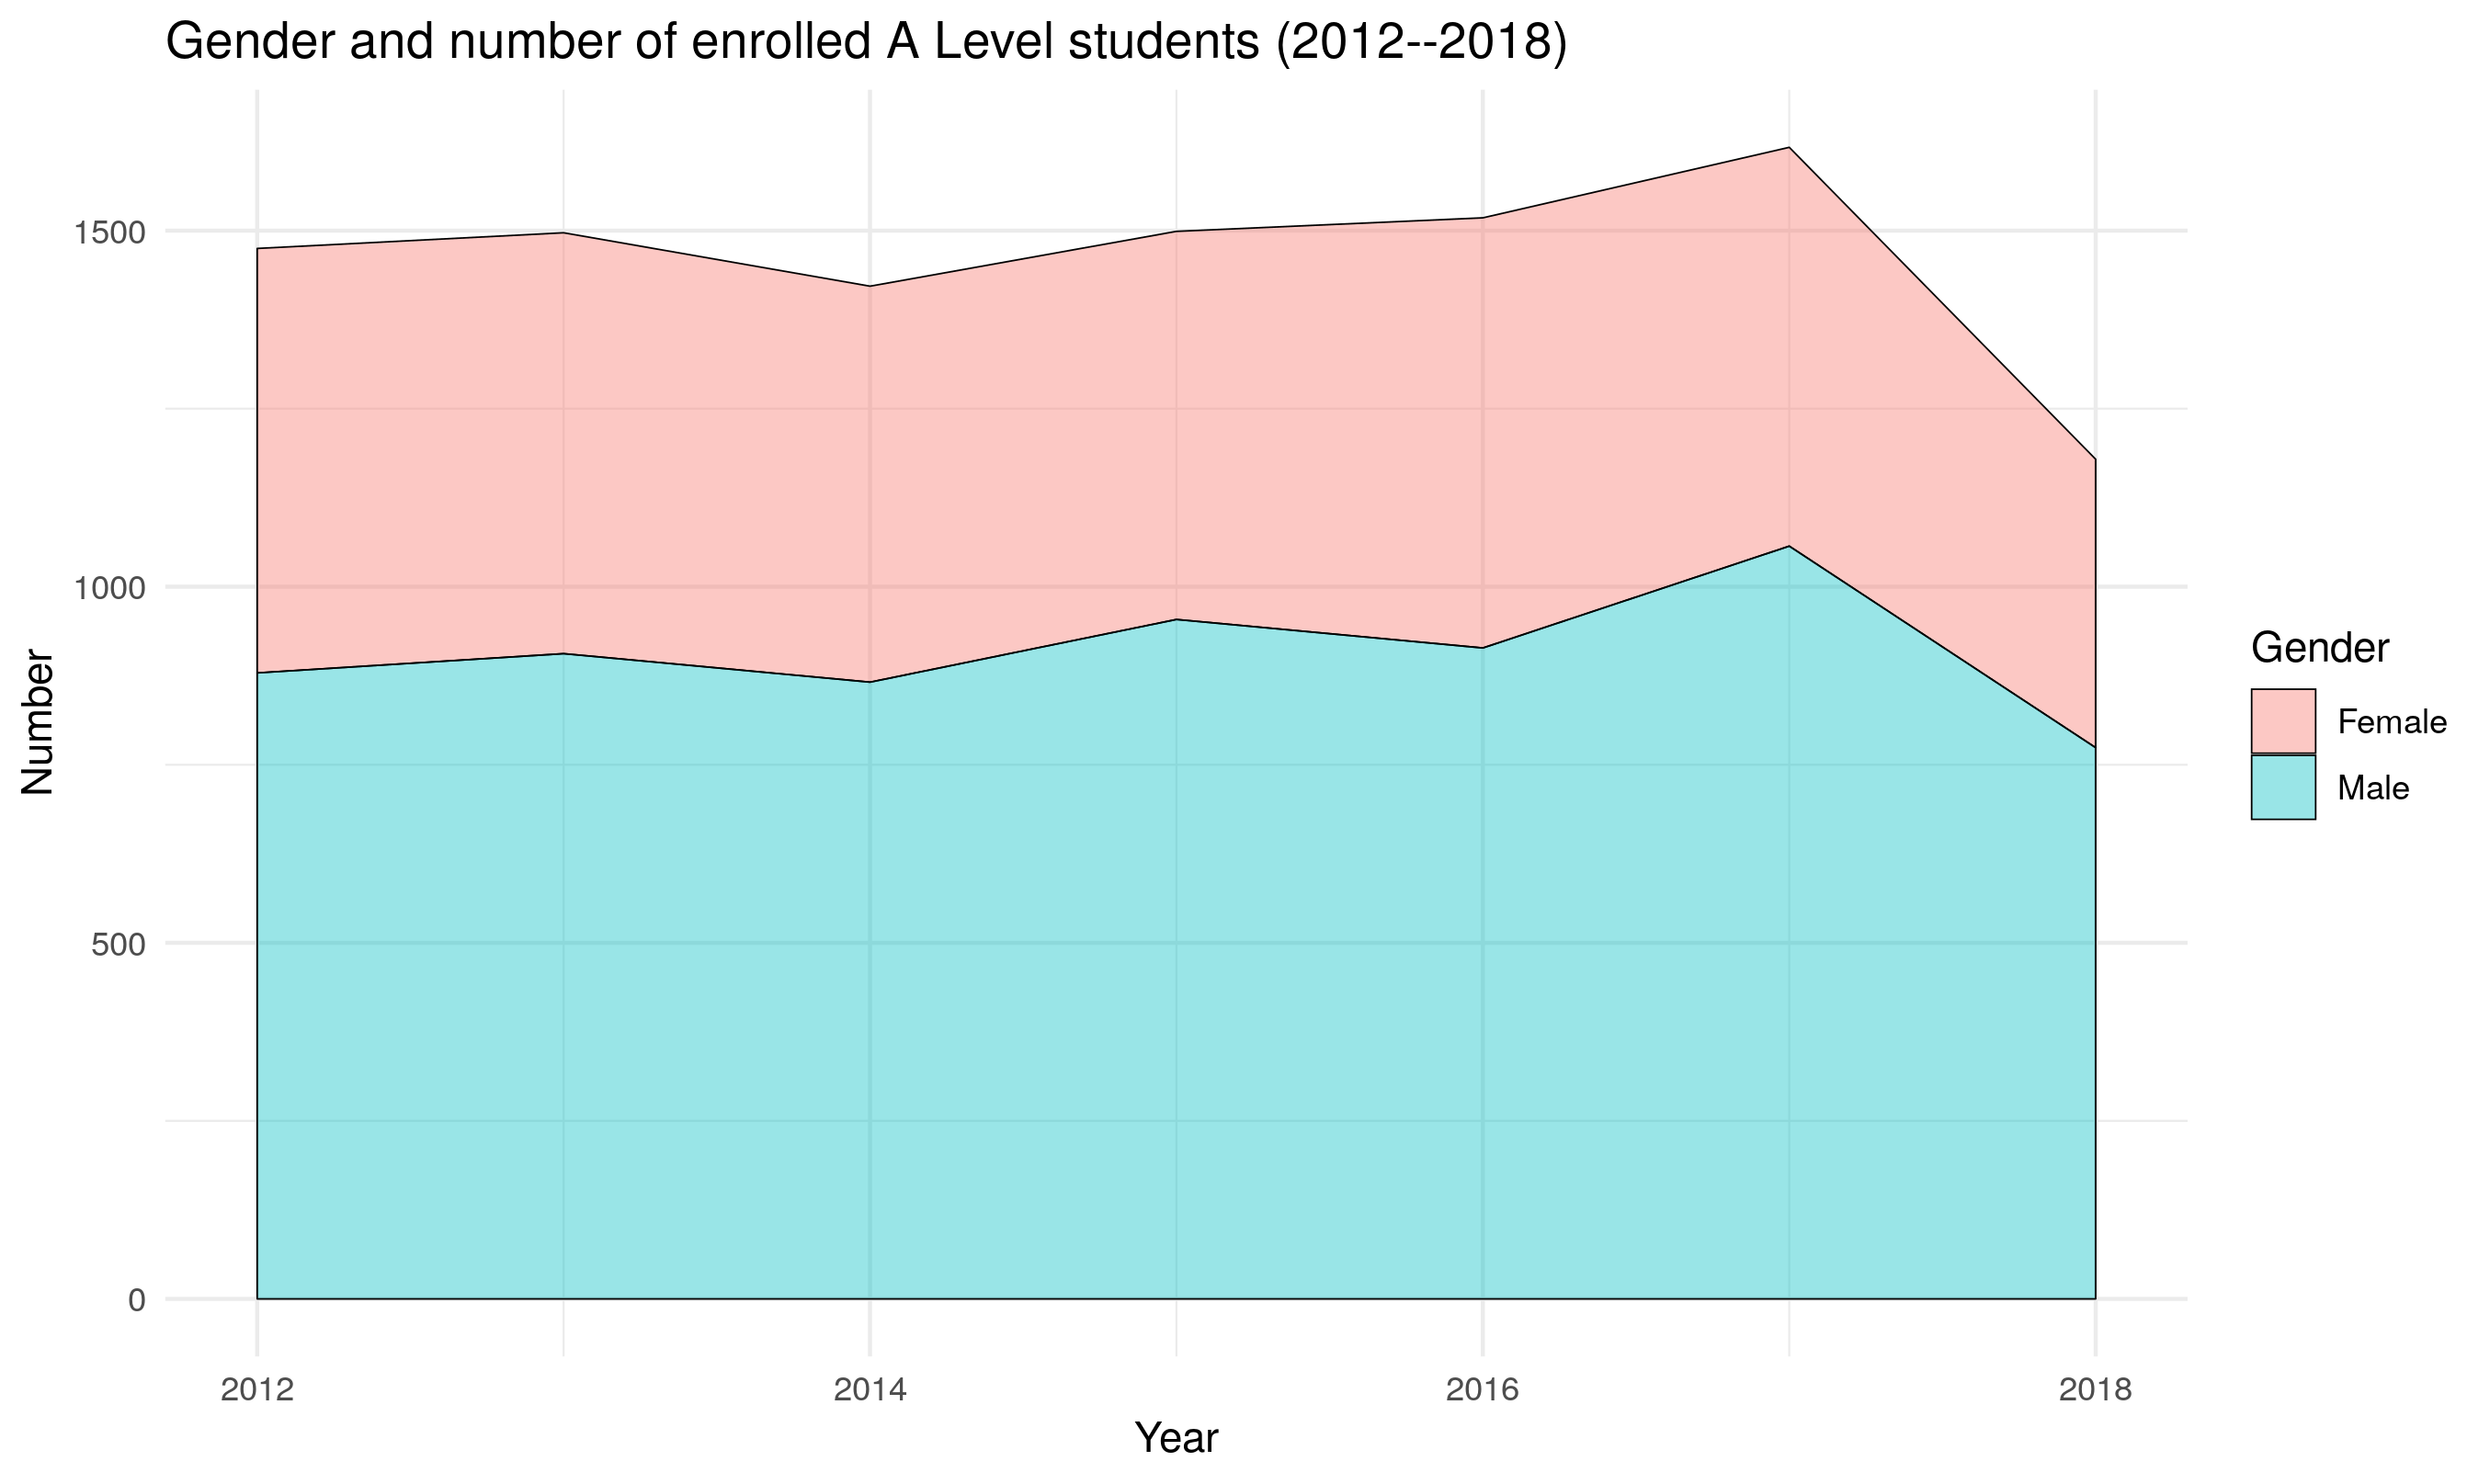 Gender and number of enrolled A Level students (2012--2018)
Number
1500
1000
500
0
2012
2014
2016
2018
Year
Gender
Female
Male